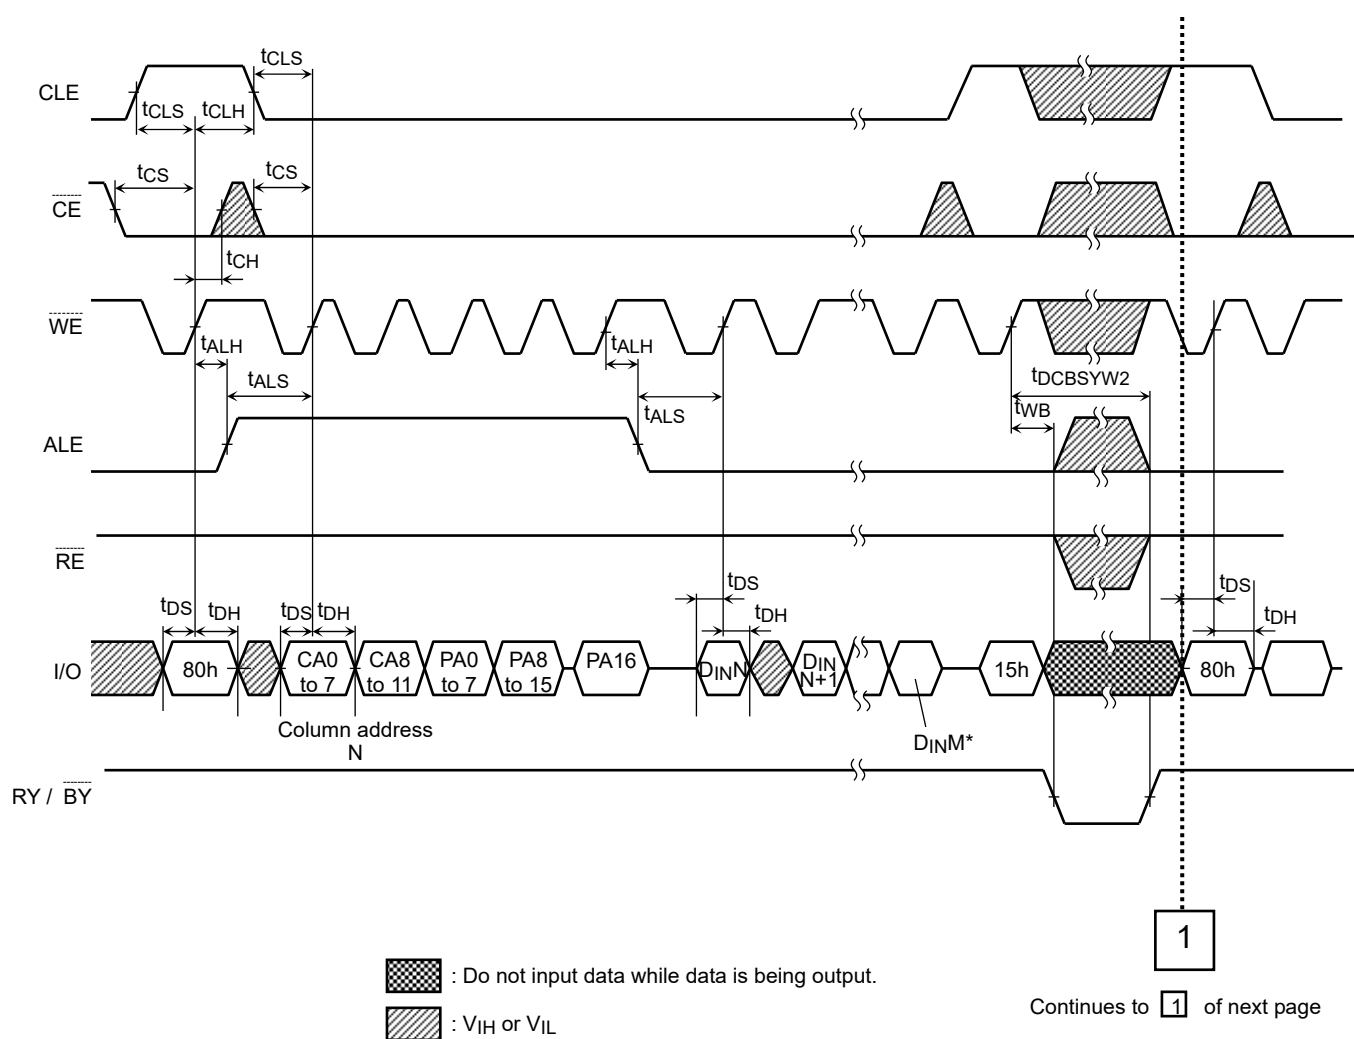 tCLS
CLE
tCLS tCLH
tCS tCS
CE
tCH
WE
tALH tALH
tALS tDCBSYW2
tALS tWB
ALE
RE
tDS tDH tDS tDH tDS tDH tDS tDH
I/O
80h
CA0 to 7
CA8 to 11
PA0 to 7
PA8 to 15
PA16
DINN
DIN N+1
15h
80h
Column address
N
DINM*
RY / BY
1
: Do not input data while data is being output.
Continues to 1 of next page
: VIH or VIL